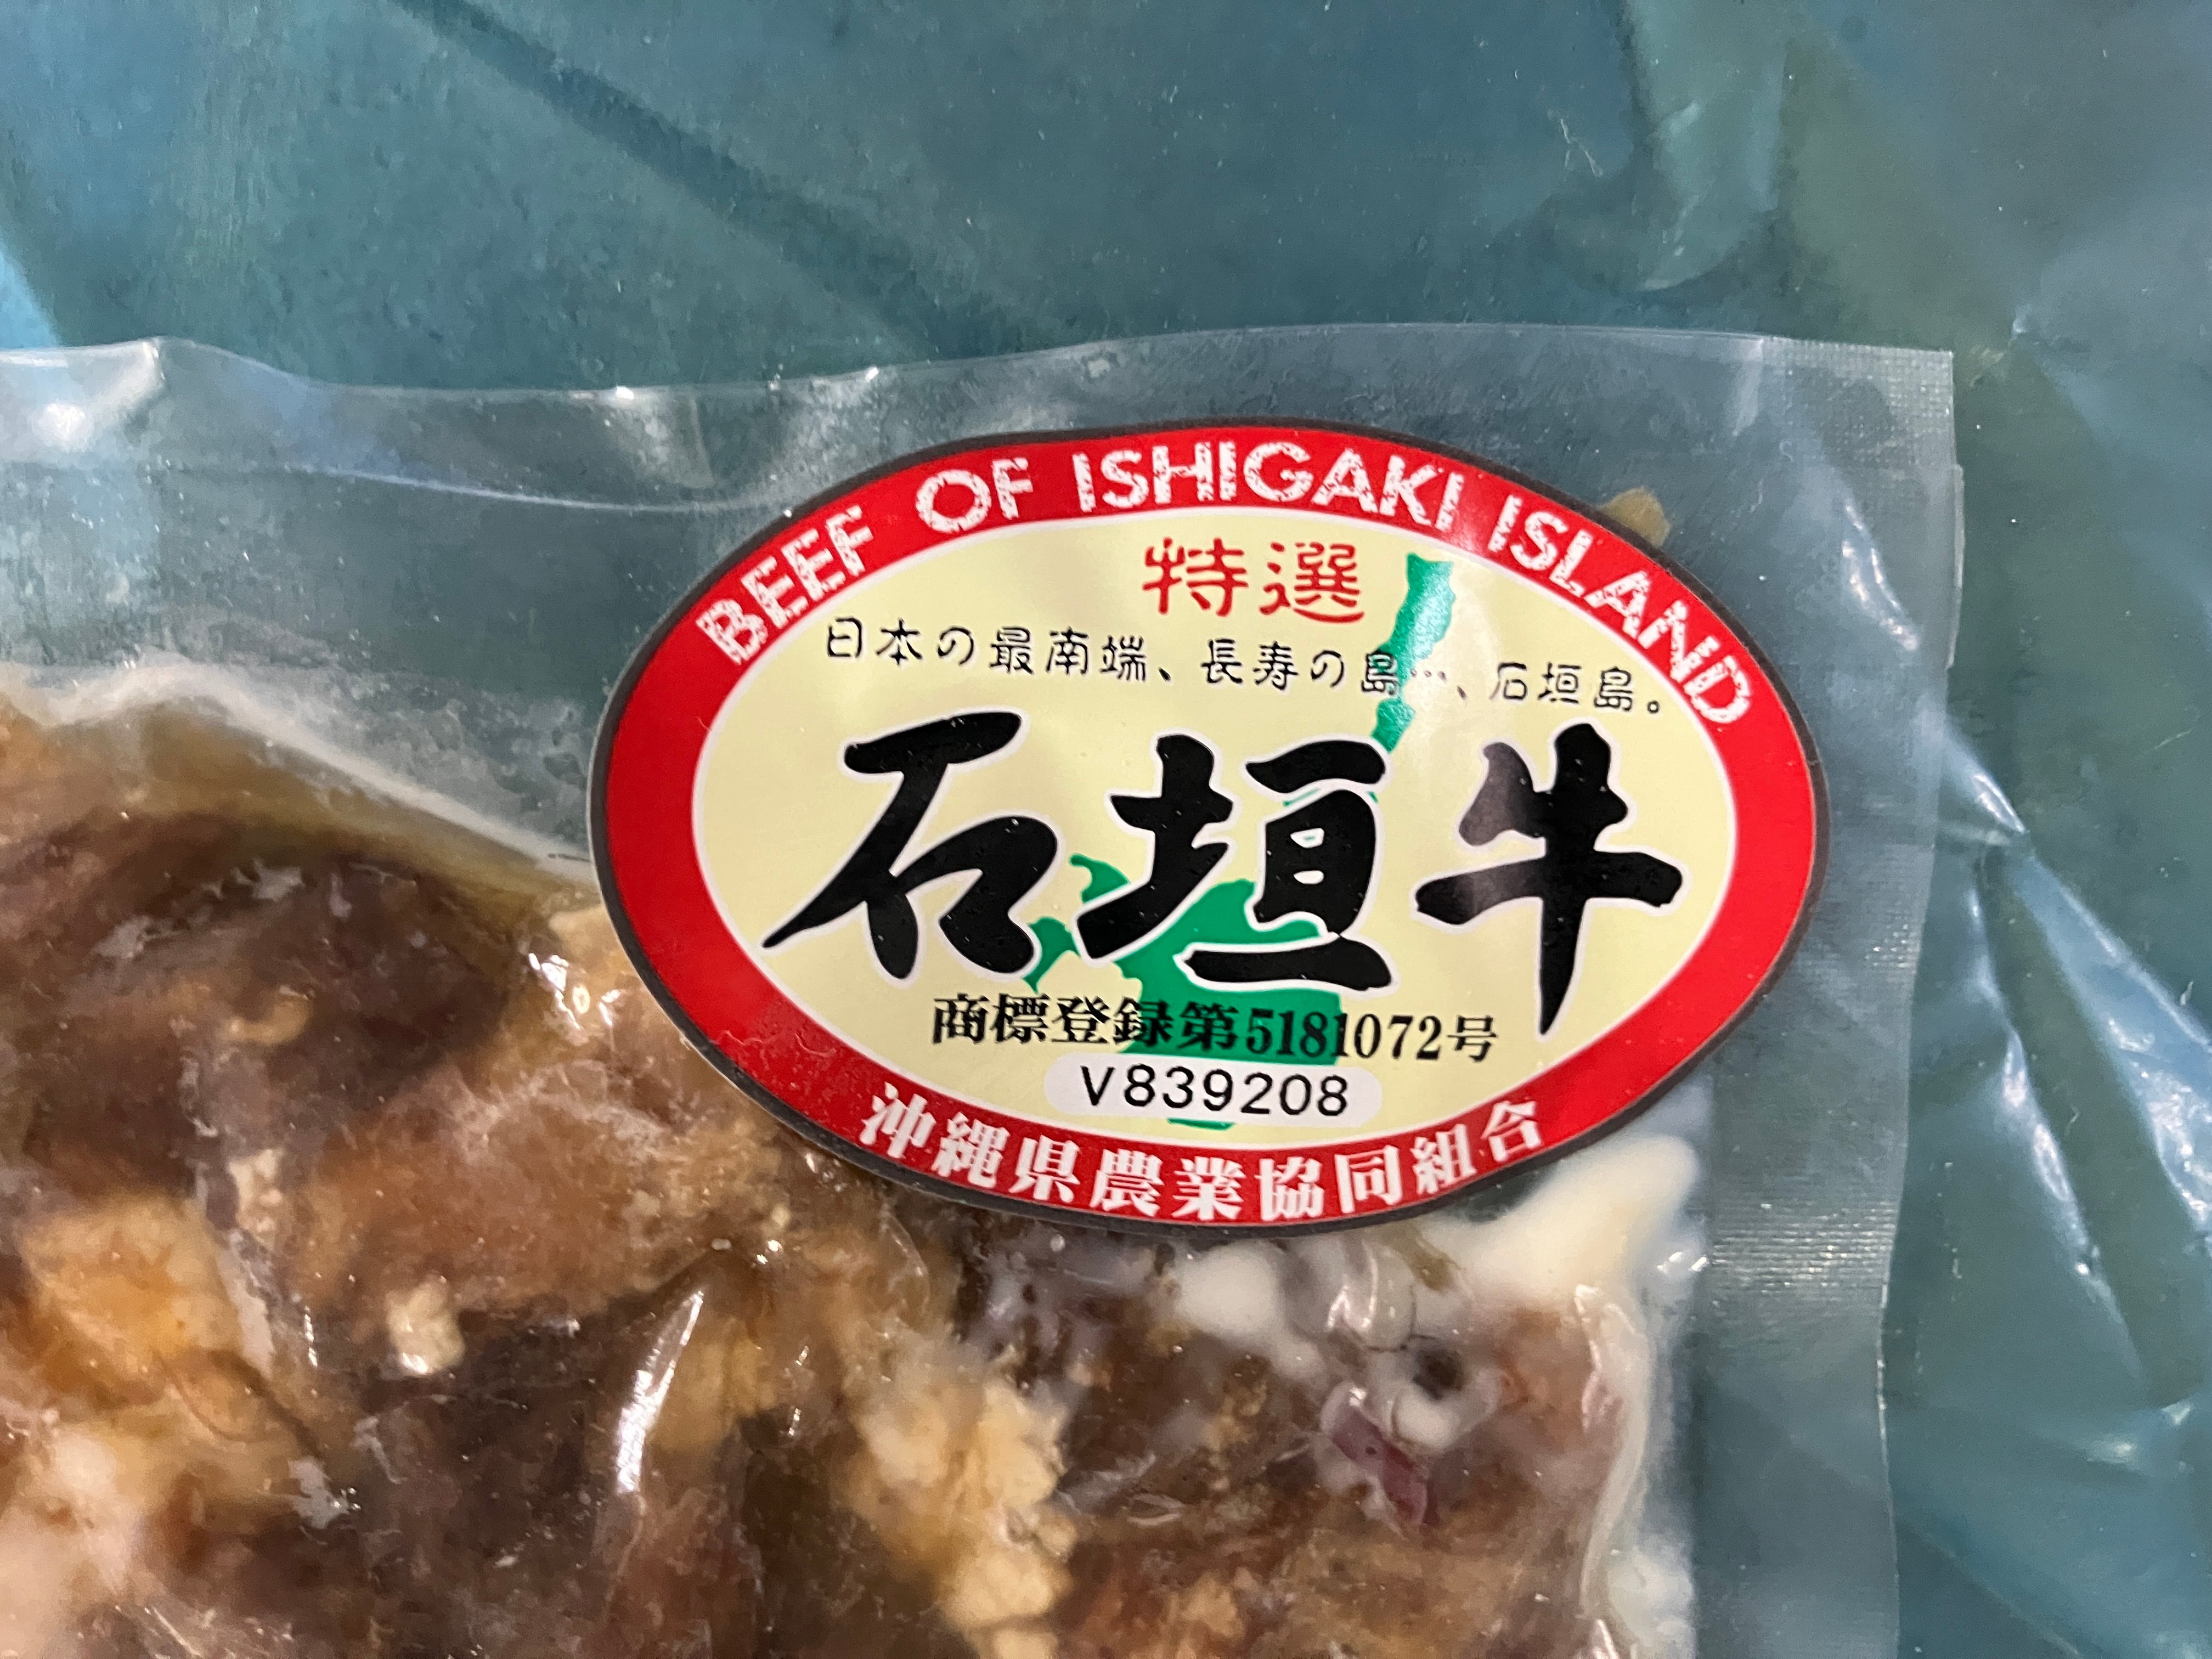 BEEF OF ISHIGAKI ISLAND
特選
日本の最南端、長寿の島…、石垣島。
石垣牛
商標登録第5181072号
V839208
沖縄県農業協同組合